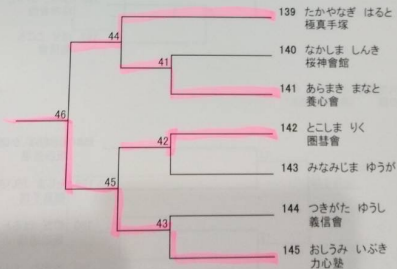 139 たかやなぎ はると
極真手塚
44
140 なかしま しんき
桜神會館
41
141 あらまき まなと
養心會
46
142 とこしま りく
圏彗會
42
143 みなみじま ゆうが
45
144 つきがた ゆうし
義信會
43
145 おしうみ いぶき
力心塾